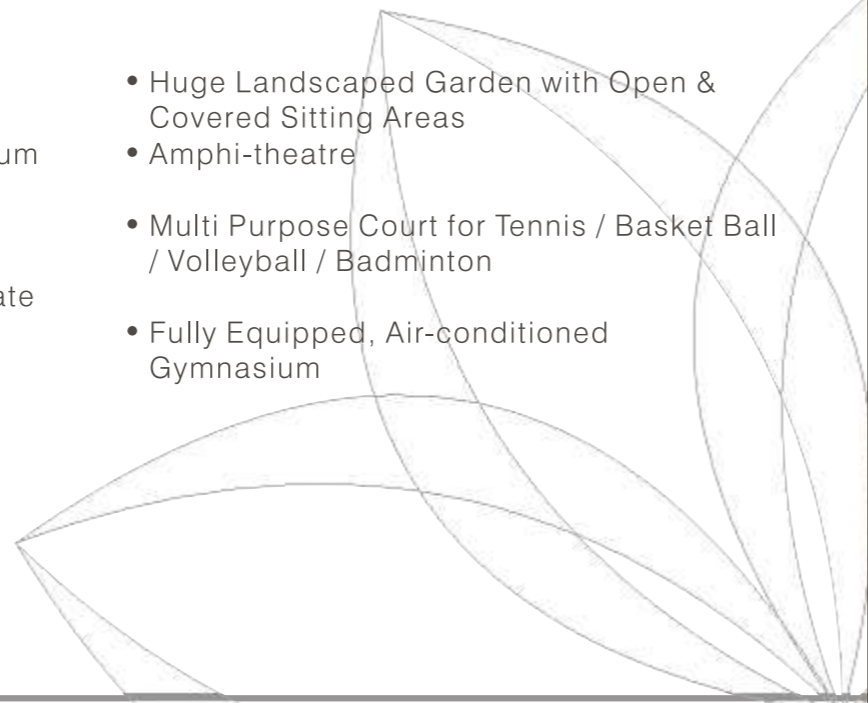 • Huge Landscaped Garden with Open &
Covered Sitting Areas
um
• Amphi-theatre
• Multi Purpose Court for Tennis / Basket Ball
/ Volleyball / Badminton
ate
• Fully Equipped, Air-conditioned
Gymnasium